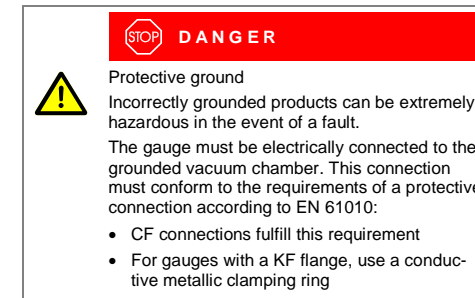 STOP DANGER
Protective ground
Incorrectly grounded products can be extremely
hazardous in the event of a fault.
The gauge must be electrically connected to the
grounded vacuum chamber. This connection
must conform to the requirements of a protective
connection according to EN 61010:
• CF connections fulfill this requirement
• For gauges with a KF flange, use a conduc-
tive metallic clamping ring